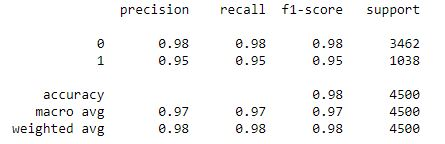 precision recall f1-score support
0 0.98 0.98 0.98 3462
1 0.95 0.95 0.95 1038
accuracy 0.98 4500
macro avg 0.97 0.97 0.97 4500
weighted avg 0.98 0.98 0.98 4500